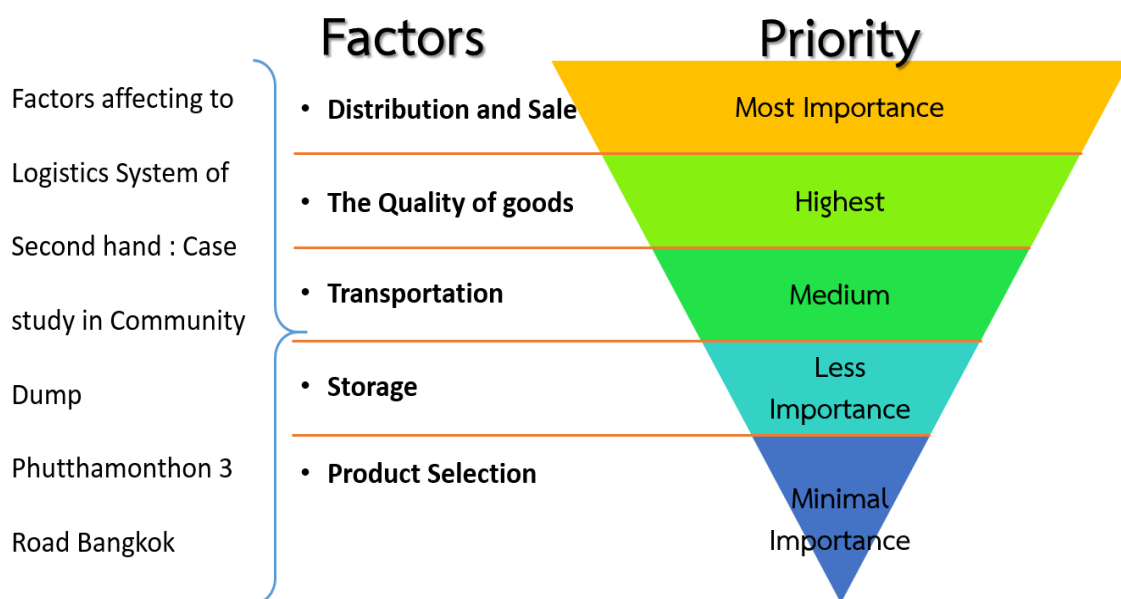 Factors
Priority
Factors affecting to
Logistics System of
Second hand : Case
study in Community
Dump
Phutthamonthon 3
Road Bangkok
• Distribution and Sale
Most Importance
• The Quality of goods
Highest
• Transportation
Medium
• Storage
Less
Importance
• Product Selection
Minimal
Importance